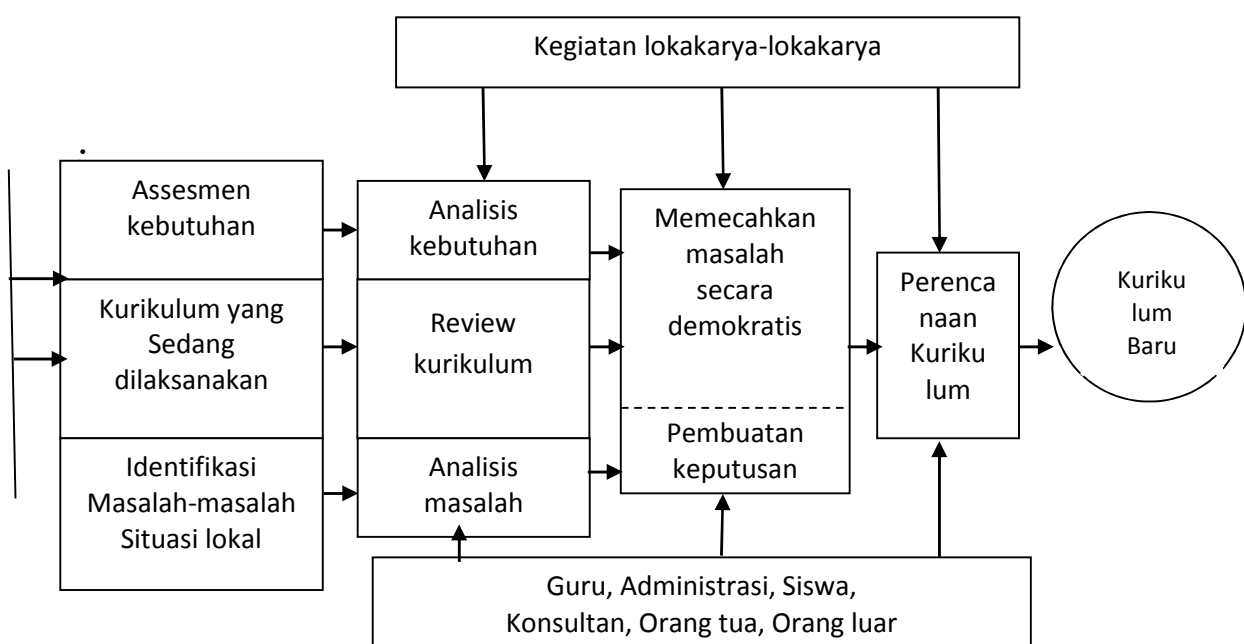 Kegiatan lokakarya-lokakarya
Assesmen
kebutuhan
Kurikulum yang
Sedang
dilaksanakan
Identifikasi
Masalah-masalah
Situasi lokal
Analisis
kebutuhan
Review
kurikulum
Analisis
masalah
Memecahkan
masalah
secara
demokratis
Pembuatan
keputusan
Perenca
naan
Kuriku
lum
Kuriku
lum
Baru
Guru, Administrasi, Siswa,
Konsultan, Orang tua, Orang luar